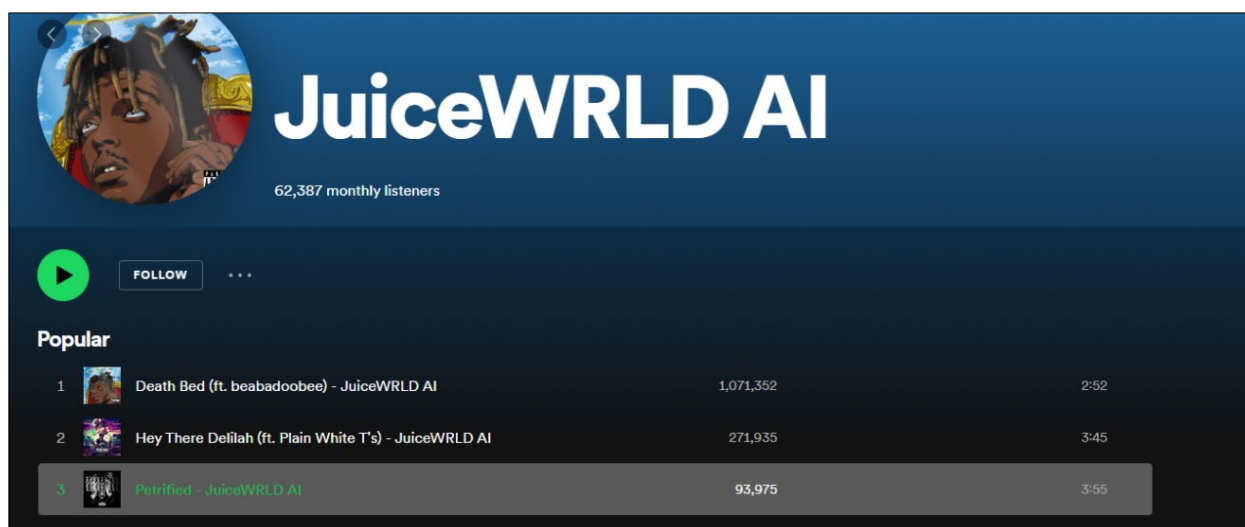 JuiceWRLD AI
62,387 monthly listeners
FOLLOW
Popular
1 Death Bed (ft. beabadoobee) - JuiceWRLD AI 1,071,352 2:52
2 Hey There Delilah (ft. Plain White T's) - JuiceWRLD AI 271,935 3:45
3 Petrified - JuiceWRLD AI 93,975 3:55